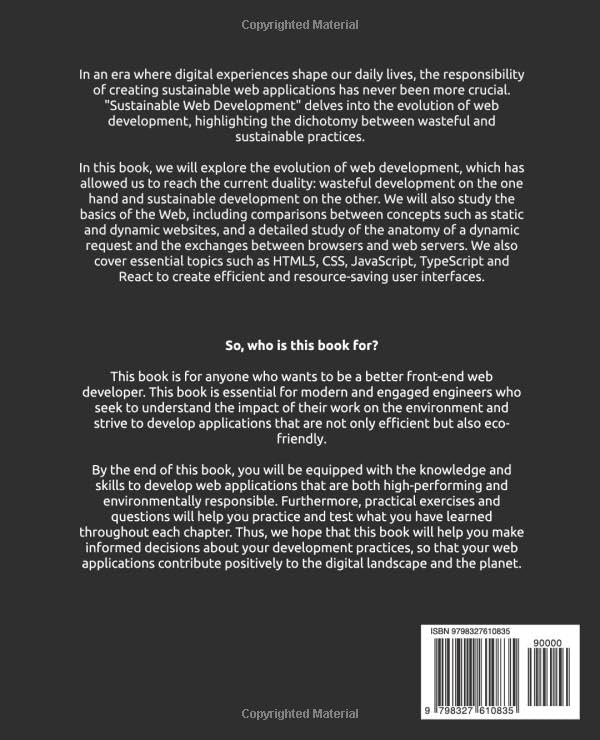 Copyrighted Material
In an era where digital experiences shape our daily lives, the responsibility
of creating sustainable web applications has never been more crucial.
"Sustainable Web Development" delves into the evolution of web
development, highlighting the dichotomy between wasteful and
sustainable practices.
In this book, we will explore the evolution of web development, which has
allowed us to reach the current duality: wasteful development on the one
hand and sustainable development on the other. We will also study the
basics of the Web, including comparisons between concepts such as static
and dynamic websites, and a detailed study of the anatomy of a dynamic
request and the exchanges between browsers and web servers. We also
cover essential topics such as HTML5, CSS, JavaScript, TypeScript and
React to create efficient and resource-saving user interfaces.
So, who is this book for?
This book is for anyone who wants to be a better front-end web
developer. This book is essential for modern and engaged engineers who
seek to understand the impact of their work on the environment and
strive to develop applications that are not only efficient but also eco-
friendly.
By the end of this book, you will be equipped with the knowledge and
skills to develop web applications that are both high-performing and
environmentally responsible. Furthermore, practical exercises and
questions will help you practice and test what you have learned
throughout each chapter. Thus, we hope that this book will help you make
informed decisions about your development practices, so that your web
applications contribute positively to the digital landscape and the planet.
ISBN 9798327610835
90000
9 798327 610835
Copyrighted Material